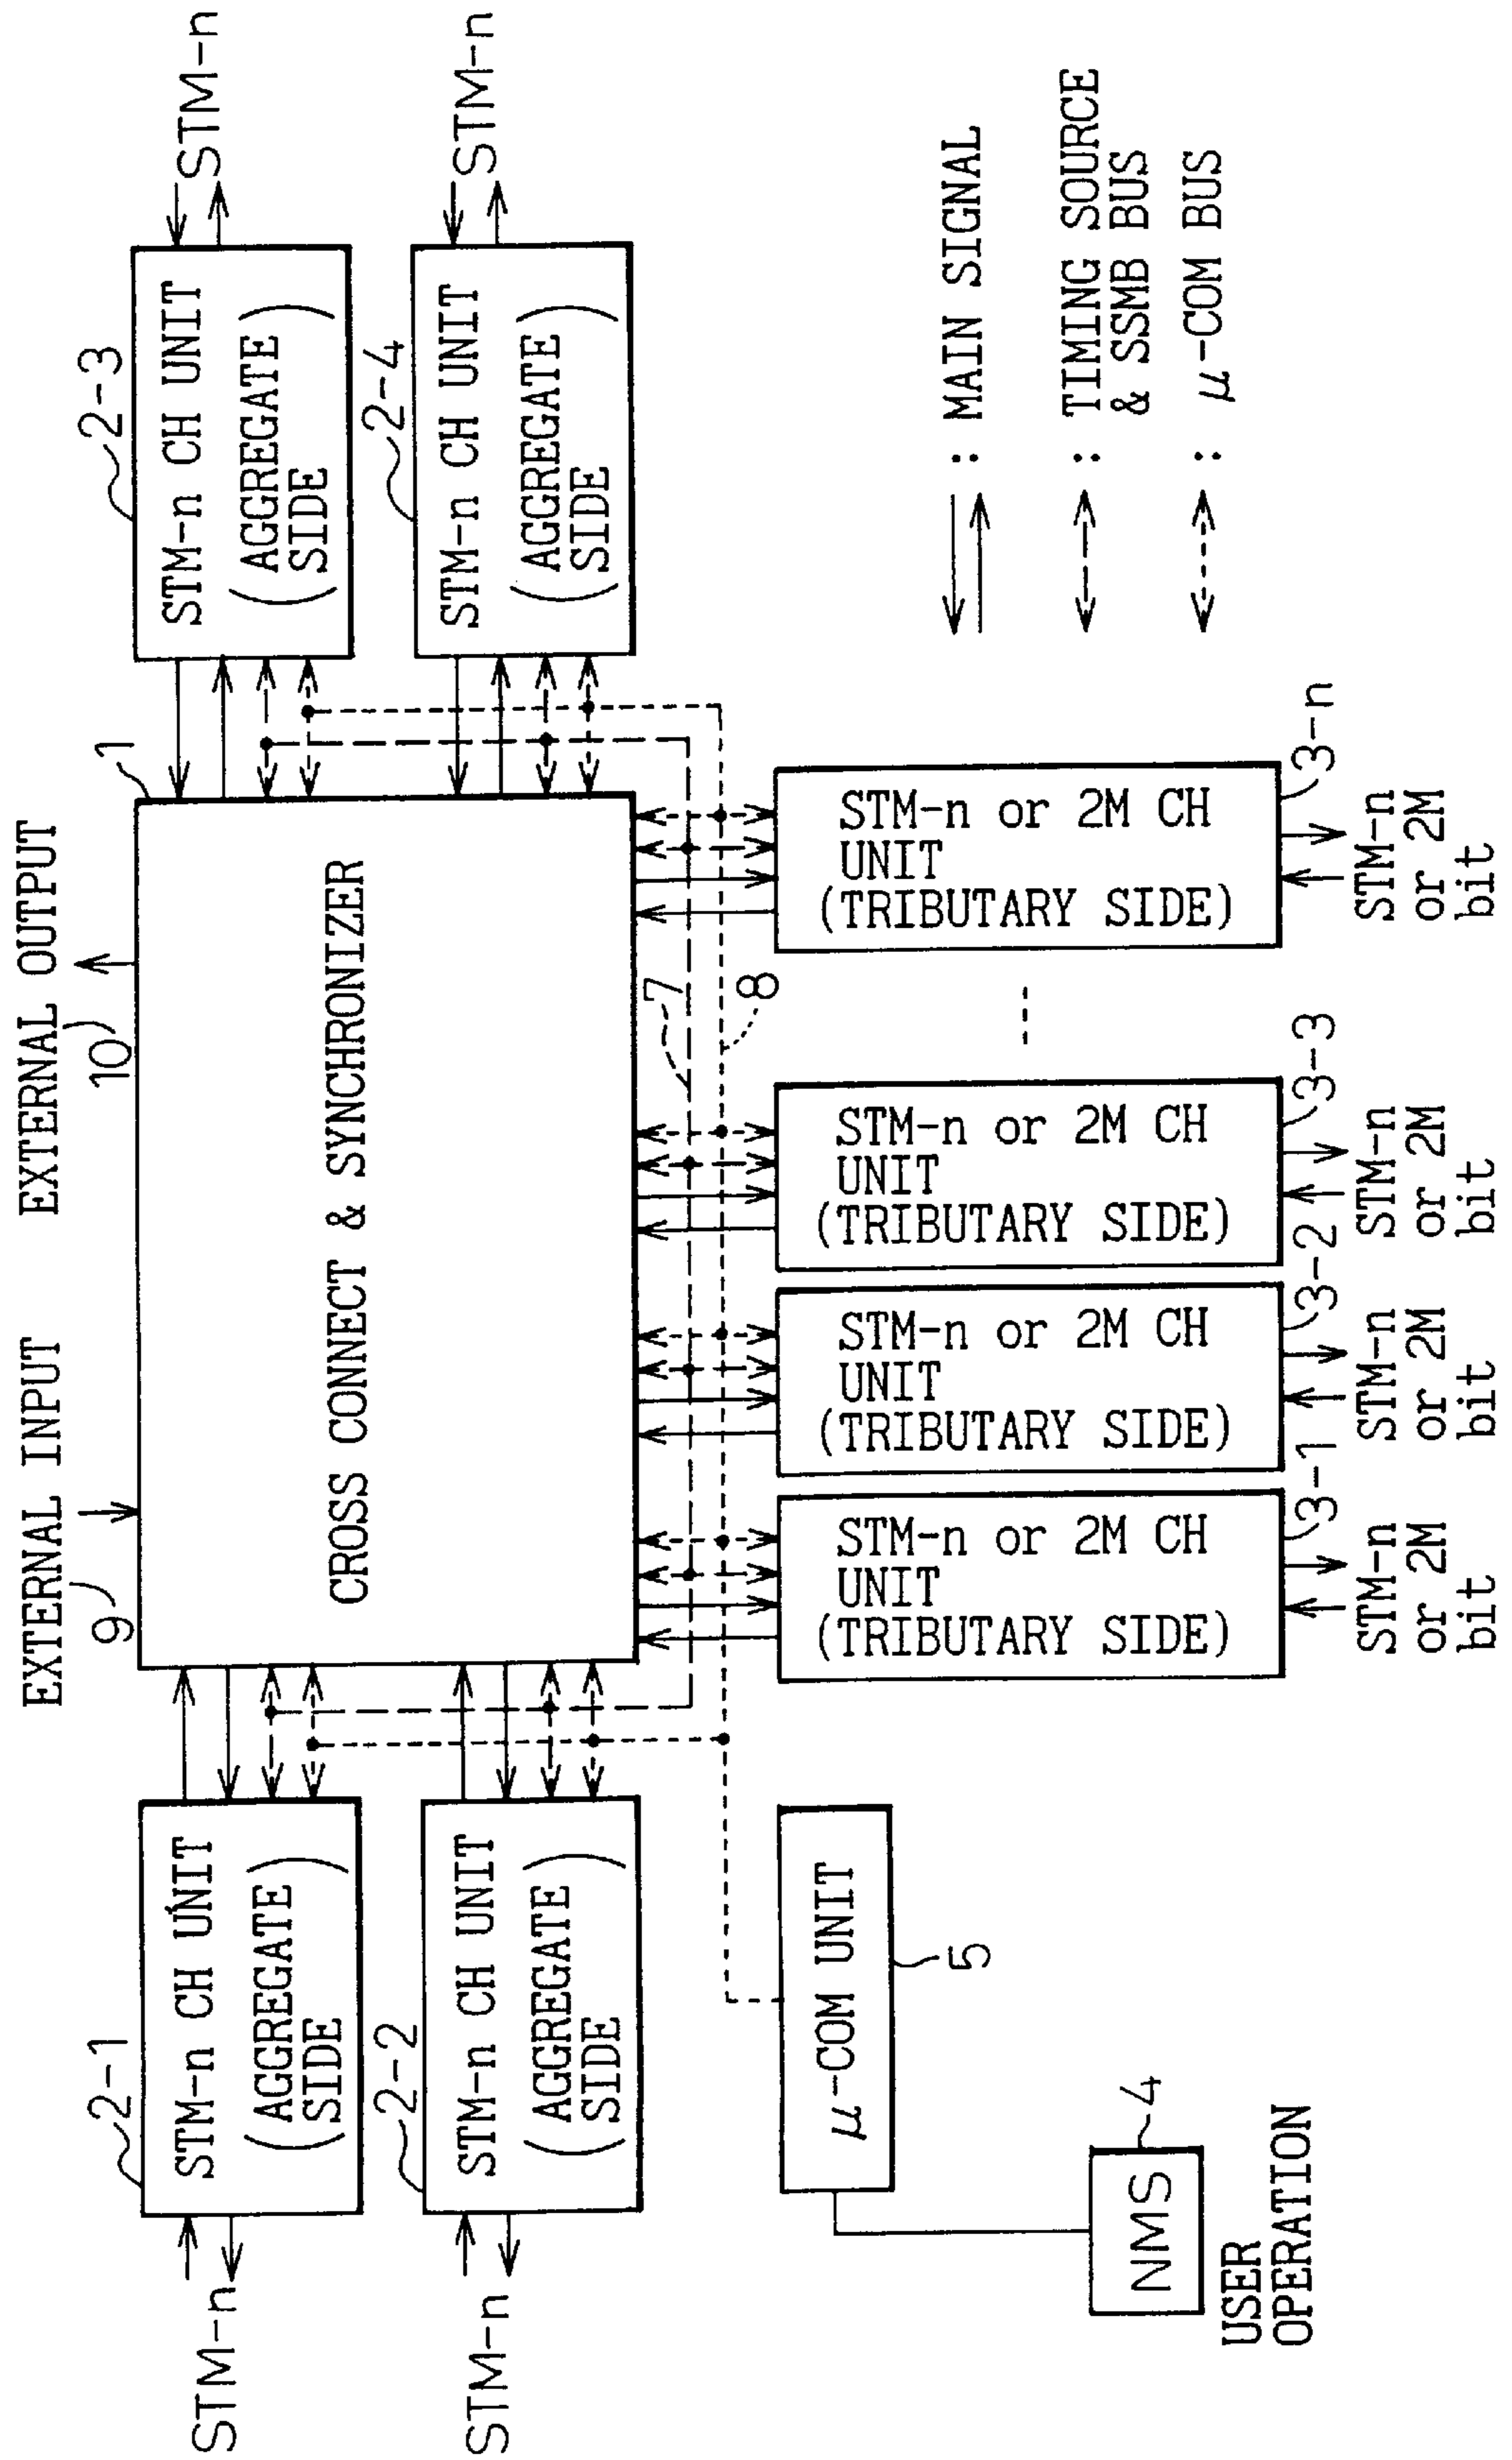 EXTERNAL INPUT
EXTERNAL OUTPUT
9
10
1
2-1
STM-n CH UNIT
(AGGREGATE
SIDE)
STM-n
2-2
STM-n CH UNIT
(AGGREGATE
SIDE)
STM-n
CROSS CONNECT & SYNCHRONIZER
2-3
STM-n CH UNIT
(AGGREGATE
SIDE)
STM-n
2-4
STM-n CH UNIT
(AGGREGATE
SIDE)
STM-n
7
8
μ-COM UNIT
5
NMS
4
USER
OPERATION
STM-n or 2M CH
UNIT
(TRIBUTARY SIDE)
3-1
STM-n
or 2M
bit
STM-n or 2M CH
UNIT
(TRIBUTARY SIDE)
3-2
STM-n
or 2M
bit
STM-n or 2M CH
UNIT
(TRIBUTARY SIDE)
3-3
STM-n
or 2M
bit
STM-n or 2M CH
UNIT
(TRIBUTARY SIDE)
3-n
STM-n
or 2M
bit
: MAIN SIGNAL
: TIMING SOURCE
& SSMB BUS
: μ-COM BUS